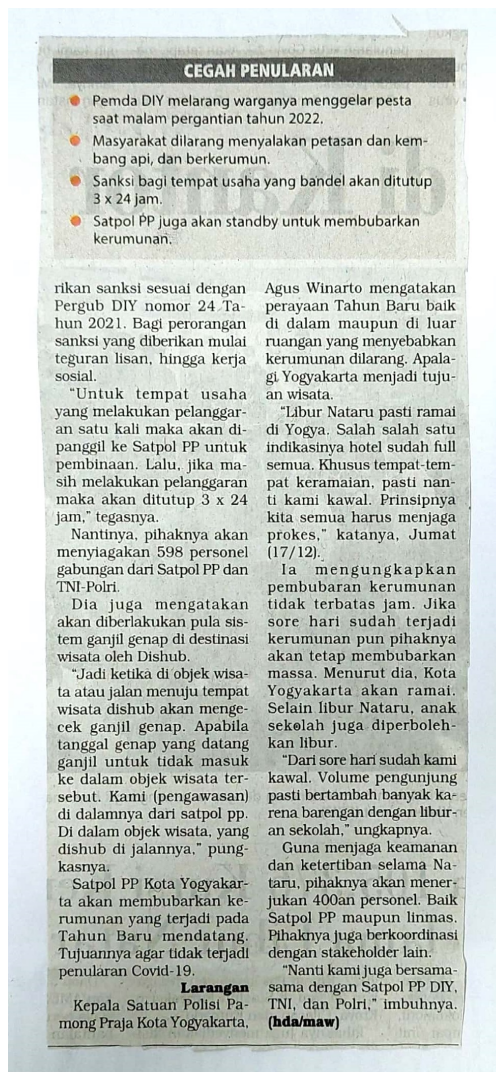 CEGAH PENULARAN
Pemda DIY melarang warganya menggelar pesta
saat malam pergantian tahun 2022.
Masyarakat dilarang menyalakan petasan dan kem-
bang api, dan berkerumun.
Sanksi bagi tempat usaha yang bandel akan ditutup
3 x 24 jam.
Satpol PP juga akan standby untuk membubarkan
kerumunan.
rikan sanksi sesuai dengan
Pergub DIY nomor 24 Ta-
hun 2021. Bagi perorangan
sanksi yang diberikan mulai
teguran lisan, hingga kerja
sosial.
"Untuk tempat usaha
yang melakukan pelanggar-
an satu kali maka akan di-
panggil ke Satpol PP untuk
pembinaan. Lalu, jika ma-
sih melakukan pelanggaran
maka akan ditutup 3 x 24
jam," tegasnya.
Nantinya, pihaknya akan
menyiagakan 598 personel
gabungan dari Satpol PP dan
TNI-Polri.
Dia juga mengatakan
akan diberlakukan pula sis-
tem ganjil genap di destinasi
wisata oleh Dishub.
"Jadi ketika di objek wisa-
ta atau jalan menuju tempat
wisata dishub akan menge-
cek ganjil genap. Apabila
tanggal genap yang datang
ganjil untuk tidak masuk
ke dalam objek wisata ter-
sebut. Kami (pengawasan)
di dalamnya dari satpol pp.
Di dalam objek wisata, yang
dishub di jalannya," pung-
kasnya.
Satpol PP Kota Yogyakar-
ta akan membubarkan ke-
rumunan yang terjadi pada
Tahun Baru mendatang.
Tujuannya agar tidak terjadi
penularan Covid-19.
Larangan
Kepala Satuan Polisi Pa-
mong Praja Kota Yogyakarta,
Agus Winarto mengatakan
perayaan Tahun Baru baik
di dalam maupun di luar
ruangan yang menyebabkan
kerumunan dilarang. Apala-
gi Yogyakarta menjadi tuju-
an wisata.
"Libur Nataru pasti ramai
di Yogya. Salah salah satu
indikasinya hotel sudah full
semua. Khusus tempat-tem-
pat keramaian, pasti nan-
ti kami kawal. Prinsipnya
kita semua harus menjaga
prokes," katanya, Jumat
(17/12).
Ia mengungkapkan
pembubaran kerumunan
tidak terbatas jam. Jika
sore hari sudah terjadi
kerumunan pun pihaknya
akan tetap membubarkan
massa. Menurut dia, Kota
Yogyakarta akan ramai.
Selain libur Nataru, anak
sekolah juga diperboleh-
kan libur.
"Dari sore hari sudah kami
kawal. Volume pengunjung
pasti bertambah banyak ka-
rena barengan dengan libur-
an sekolah," ungkapnya.
Guna menjaga keamanan
dan ketertiban selama Na-
taru, pihaknya akan mener-
jukan 400an personel. Baik
Satpol PP maupun linmas.
Pihaknya juga berkoordinasi
dengan stakeholder lain.
"Nanti kami juga bersama-
sama dengan Satpol PP DIY,
TNI, dan Polri," imbuhnya.
(hda/maw)